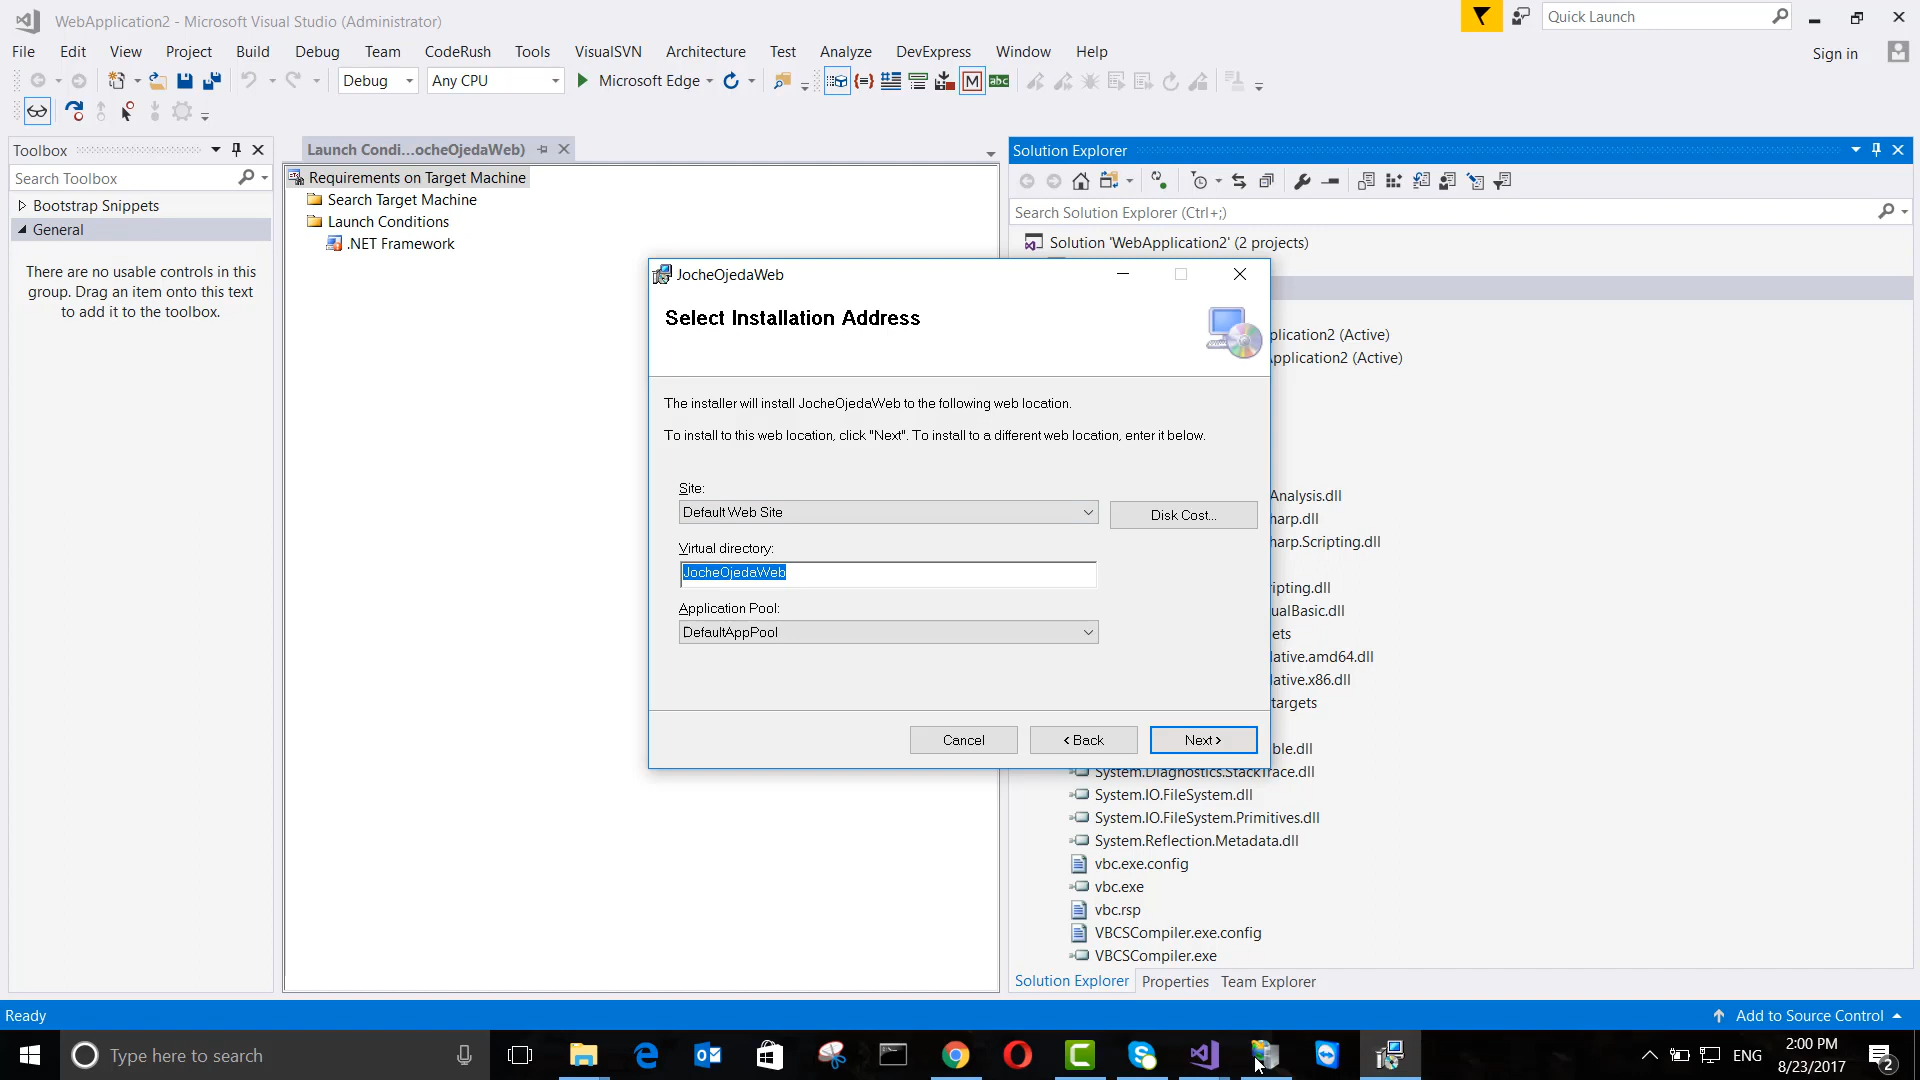 WebApplication2 - Microsoft Visual Studio (Administrator)
Quick Launch
File Edit View Project Build Debug Team CodeRush Tools VisualSVN Architecture Test Analyze DevExpress Window Help
Sign in
Debug Any CPU Microsoft Edge
Toolbox
Search Toolbox
Bootstrap Snippets
General
There are no usable controls in this
group. Drag an item onto this text
to add it to the toolbox.
Launch Condi...ocheOjedaWeb)
Requirements on Target Machine
Search Target Machine
Launch Conditions
.NET Framework
JocheOjedaWeb
Select Installation Address
The installer will install JocheOjedaWeb to the following web location.
To install to this web location, click "Next". To install to a different web location, enter it below.
Site:
Default Web Site
Disk Cost...
Virtual directory:
JocheOjedaWeb
Application Pool:
DefaultAppPool
Cancel
< Back
Next >
Solution Explorer
Search Solution Explorer (Ctrl+;)
Solution 'WebApplication2' (2 projects)
plication2 (Active)
pplication2 (Active)
Analysis.dll
harp.dll
harp.Scripting.dll
ripting.dll
ualBasic.dll
ets
lative.amd64.dll
lative.x86.dll
targets
ble.dll
System.Diagnostics.StackTrace.dll
System.IO.FileSystem.dll
System.IO.FileSystem.Primitives.dll
System.Reflection.Metadata.dll
vbc.exe.config
vbc.exe
vbc.rsp
VBCSCompiler.exe.config
VBCSCompiler.exe
Solution Explorer Properties Team Explorer
Ready
Add to Source Control
Type here to search
ENG
2:00 PM
8/23/2017
2